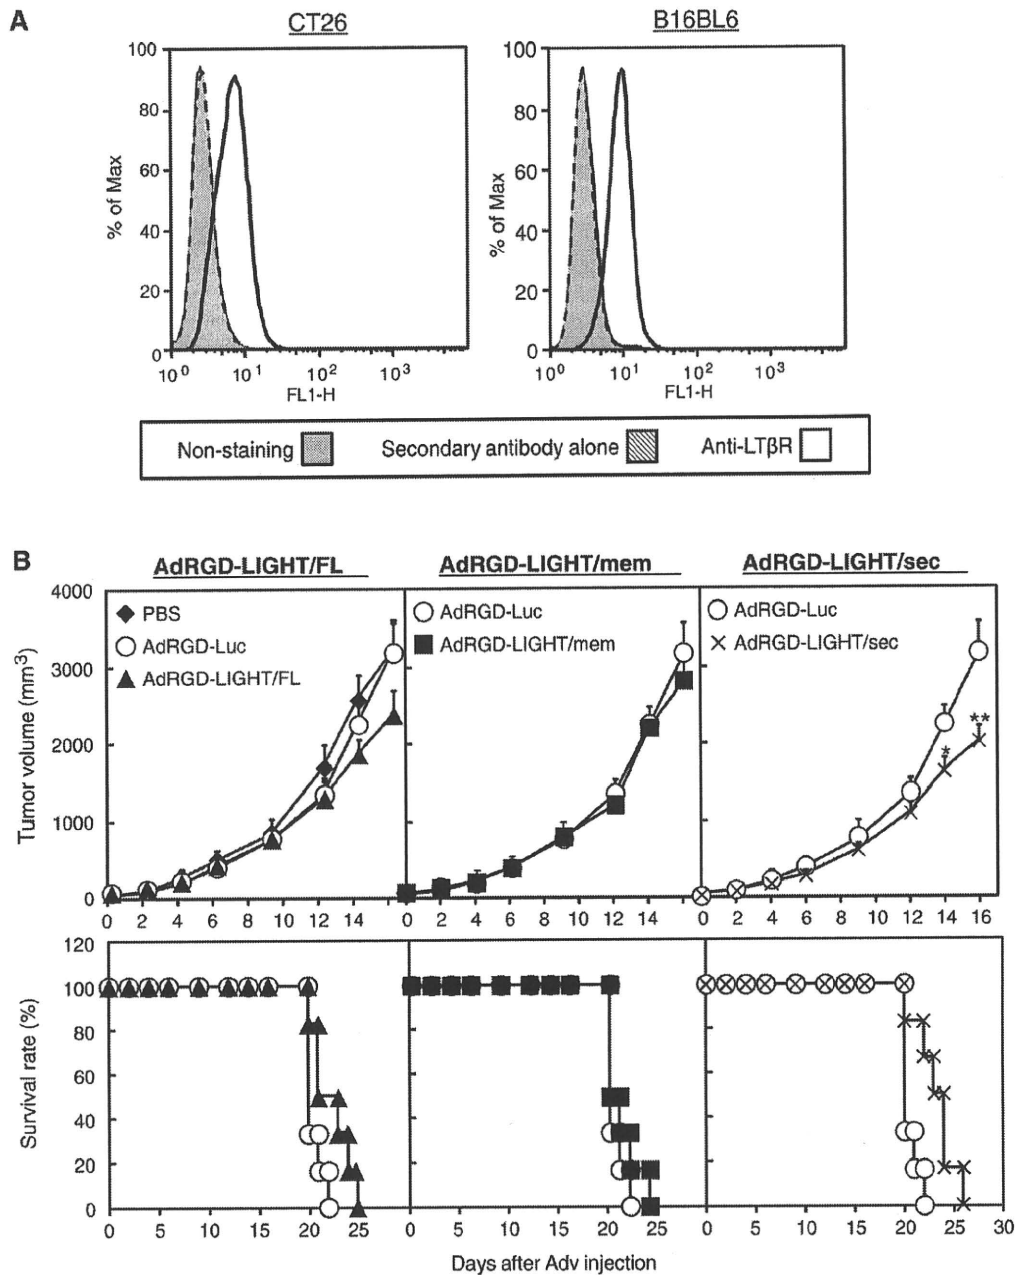 A
CT26
B16BL6
100
80
60
40
20
0
% of Max
10^0 10^1 10^2 10^3
FL1-H
100
80
60
40
20
0
% of Max
10^0 10^1 10^2 10^3
FL1-H
Non-staining Secondary antibody alone Anti-LTβR
B
AdRGD-LIGHT/FL AdRGD-LIGHT/mem AdRGD-LIGHT/sec
Tumor volume (mm3)
4000
3000
2000
1000
0
PBS
AdRGD-Luc
AdRGD-LIGHT/FL
AdRGD-Luc
AdRGD-LIGHT/mem
AdRGD-Luc
AdRGD-LIGHT/sec
*
**
0 2 4 6 8 10 12 14
0 2 4 6 8 10 12 14
0 2 4 6 8 10 12 14 16
Survival rate (%)
120
100
80
60
40
20
0
0 5 10 15 20 25
0 5 10 15 20 25
0 5 10 15 20 25 30
Days after Adv injection